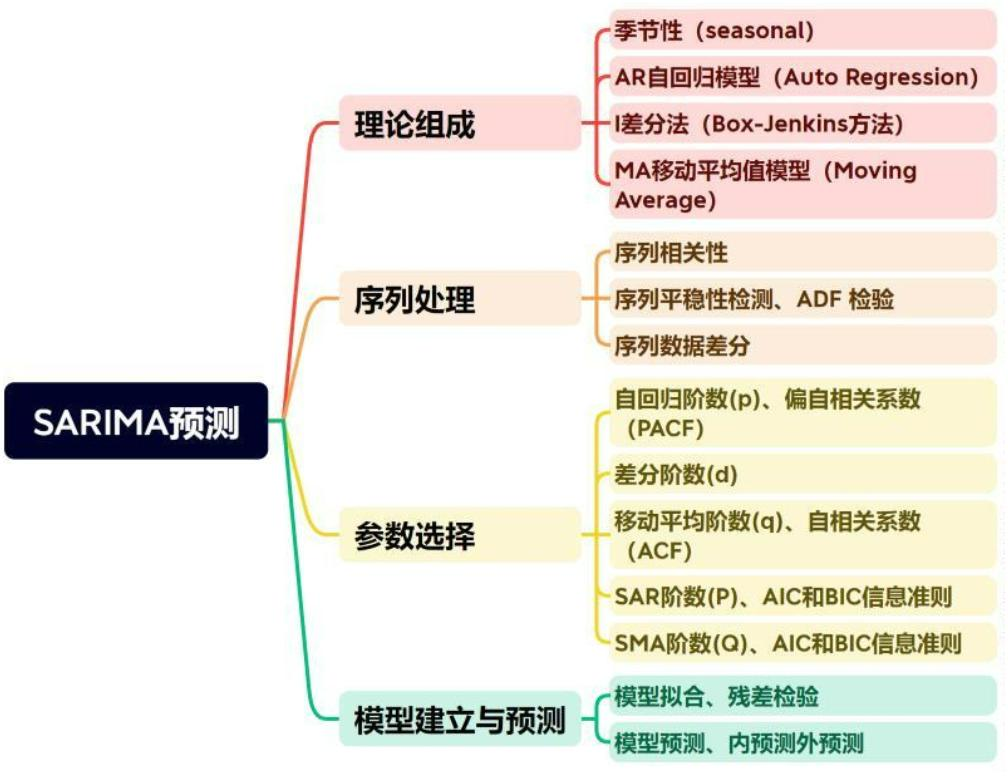 SARIMA预测
理论组成
季节性（seasonal）
AR自回归模型（Auto Regression）
I差分法（Box-Jenkins方法）
MA移动平均值模型（Moving
Average）
序列处理
序列相关性
序列平稳性检测、ADF 检验
序列数据差分
参数选择
自回归阶数(p)、偏自相关系数
（PACF）
差分阶数(d)
移动平均阶数(q)、自相关系数
（ACF）
SAR阶数(P)、AIC和BIC信息准则
SMA阶数(Q)、AIC和BIC信息准则
模型建立与预测
模型拟合、残差检验
模型预测、内预测外预测